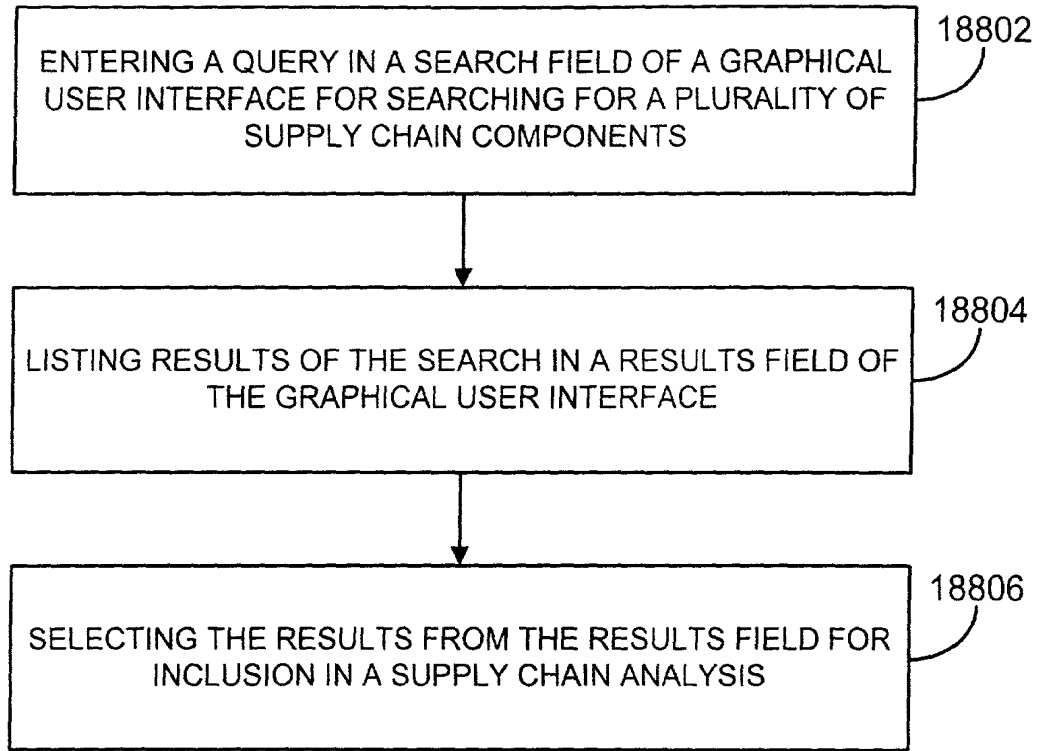 18802
ENTERING A QUERY IN A SEARCH FIELD OF A GRAPHICAL
USER INTERFACE FOR SEARCHING FOR A PLURALITY OF
SUPPLY CHAIN COMPONENTS
18804
LISTING RESULTS OF THE SEARCH IN A RESULTS FIELD OF
THE GRAPHICAL USER INTERFACE
18806
SELECTING THE RESULTS FROM THE RESULTS FIELD FOR
INCLUSION IN A SUPPLY CHAIN ANALYSIS